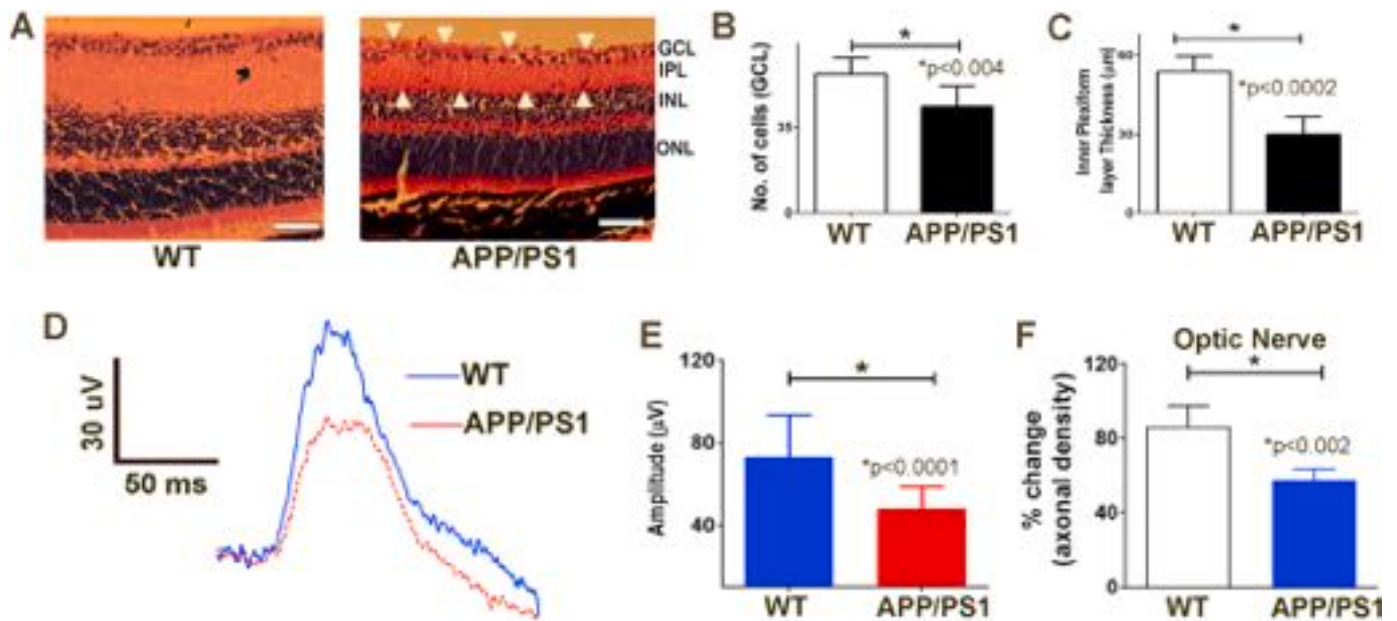 A
GCL
IPL
INL
ONL
WT
APP/PS1
B
No. of cells (GCL)
35
0
*
*p<0.004
WT
APP/PS1
C
Inner Plexiform
layer Thickness (µm)
60
30
0
*
*p<0.0002
WT
APP/PS1
D
30 uV
50 ms
WT
APP/PS1
E
Amplitude (µV)
120
80
40
*
*p<0.0001
WT
APP/PS1
F
Optic Nerve
% change
(axonal density)
120
80
40
0
*
*p<0.002
WT
APP/PS1